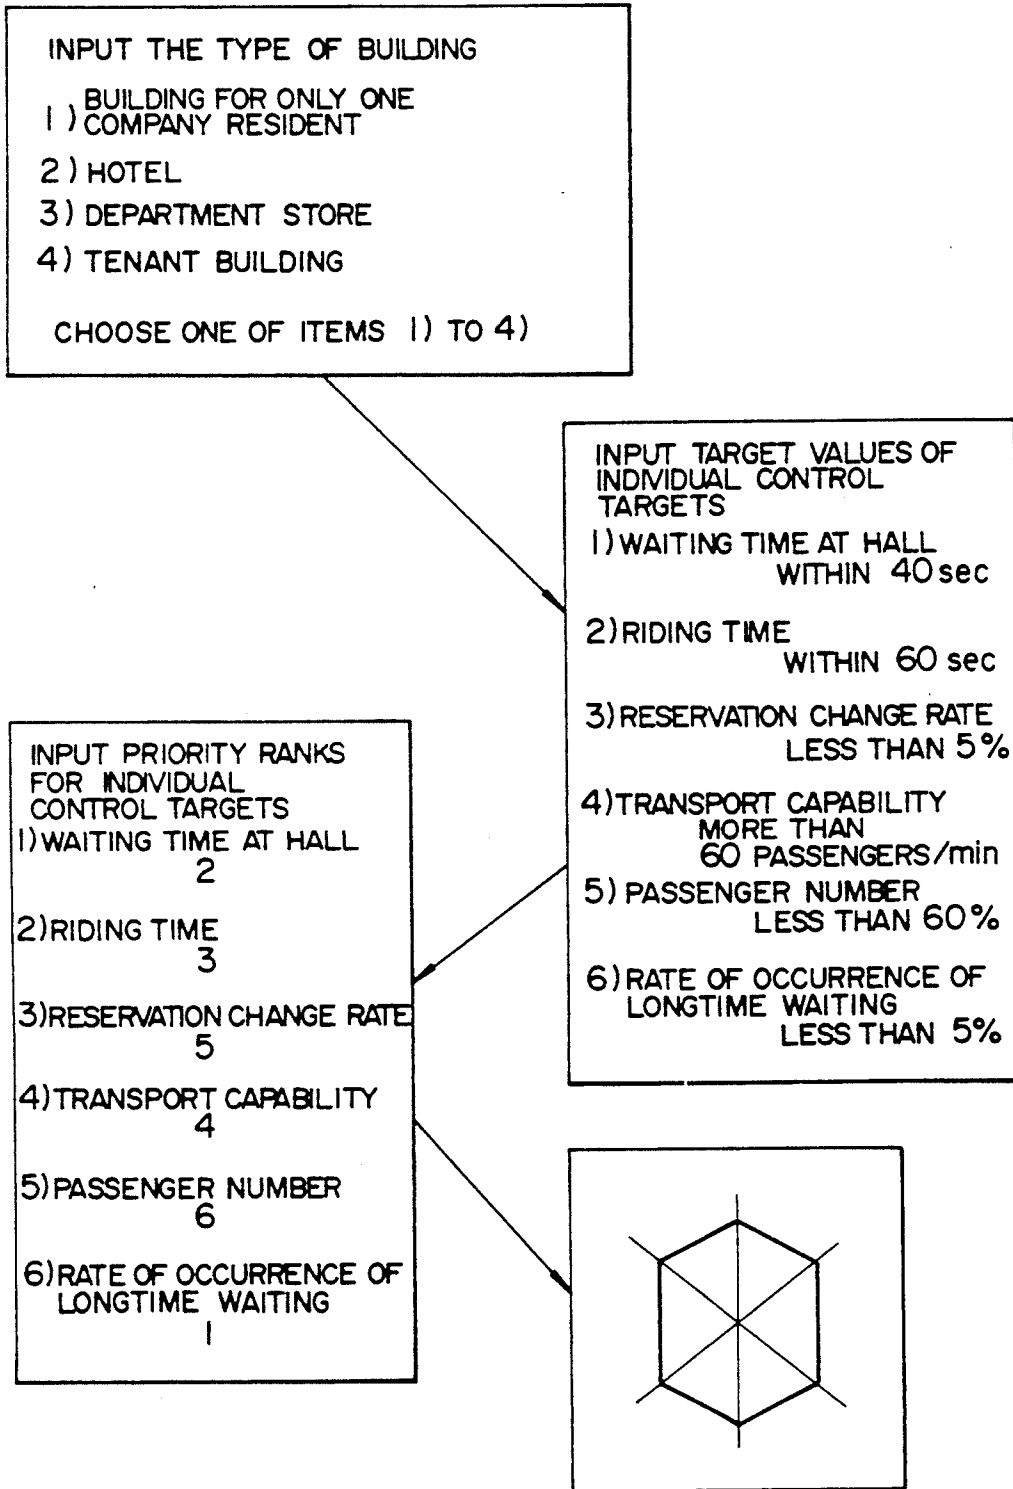 INPUT THE TYPE OF BUILDING
1) BUILDING FOR ONLY ONE
COMPANY RESIDENT
2) HOTEL
3) DEPARTMENT STORE
4) TENANT BUILDING
CHOOSE ONE OF ITEMS 1) TO 4)
INPUT TARGET VALUES OF
INDIVIDUAL CONTROL
TARGETS
1) WAITING TIME AT HALL
WITHIN 40 sec
2) RIDING TIME
WITHIN 60 sec
3) RESERVATION CHANGE RATE
LESS THAN 5%
4) TRANSPORT CAPABILITY
MORE THAN
60 PASSENGERS/min
5) PASSENGER NUMBER
LESS THAN 60%
6) RATE OF OCCURRENCE OF
LONGTIME WAITING
LESS THAN 5%
INPUT PRIORITY RANKS
FOR INDIVIDUAL
CONTROL TARGETS
1) WAITING TIME AT HALL
2
2) RIDING TIME
3
3) RESERVATION CHANGE RATE
5
4) TRANSPORT CAPABILITY
4
5) PASSENGER NUMBER
6
6) RATE OF OCCURRENCE OF
LONGTIME WAITING
1